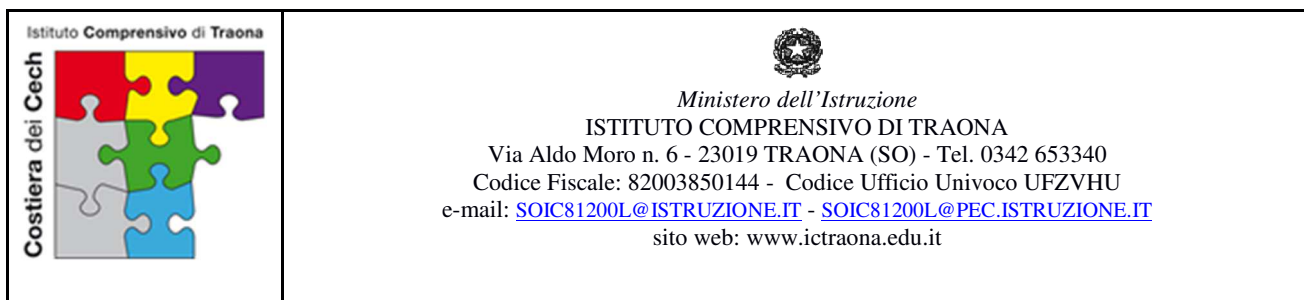 Istituto Comprensivo di Traona
Costiera dei Cech
Ministero dell'Istruzione
ISTITUTO COMPRENSIVO DI TRAONA
Via Aldo Moro n. 6 - 23019 TRAONA (SO) - Tel. 0342 653340
Codice Fiscale: 82003850144 - Codice Ufficio Univoco UFZVHU
e-mail: SOIC81200L@ISTRUZIONE.IT - SOIC81200L@PEC.ISTRUZIONE.IT
sito web: www.ictraona.edu.it